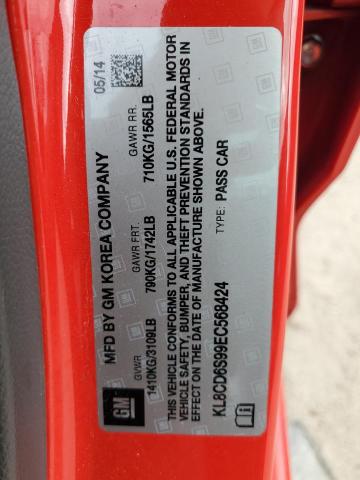 MFD BY GM KOREA COMPANY 05/14
GVWR GAWR FRT. GAWR RR.
1410KG/3109LB 790KG/1742LB 710KG/1565LB
THIS VEHICLE CONFORMS TO ALL APPLICABLE U.S. FEDERAL MOTOR
VEHICLE SAFETY, BUMPER, AND THEFT PREVENTION STANDARDS
IN EFFECT ON THE DATE OF MANUFACTURE SHOWN ABOVE.
KL8CD6S99EC568424 TYPE: PASS CAR
GM